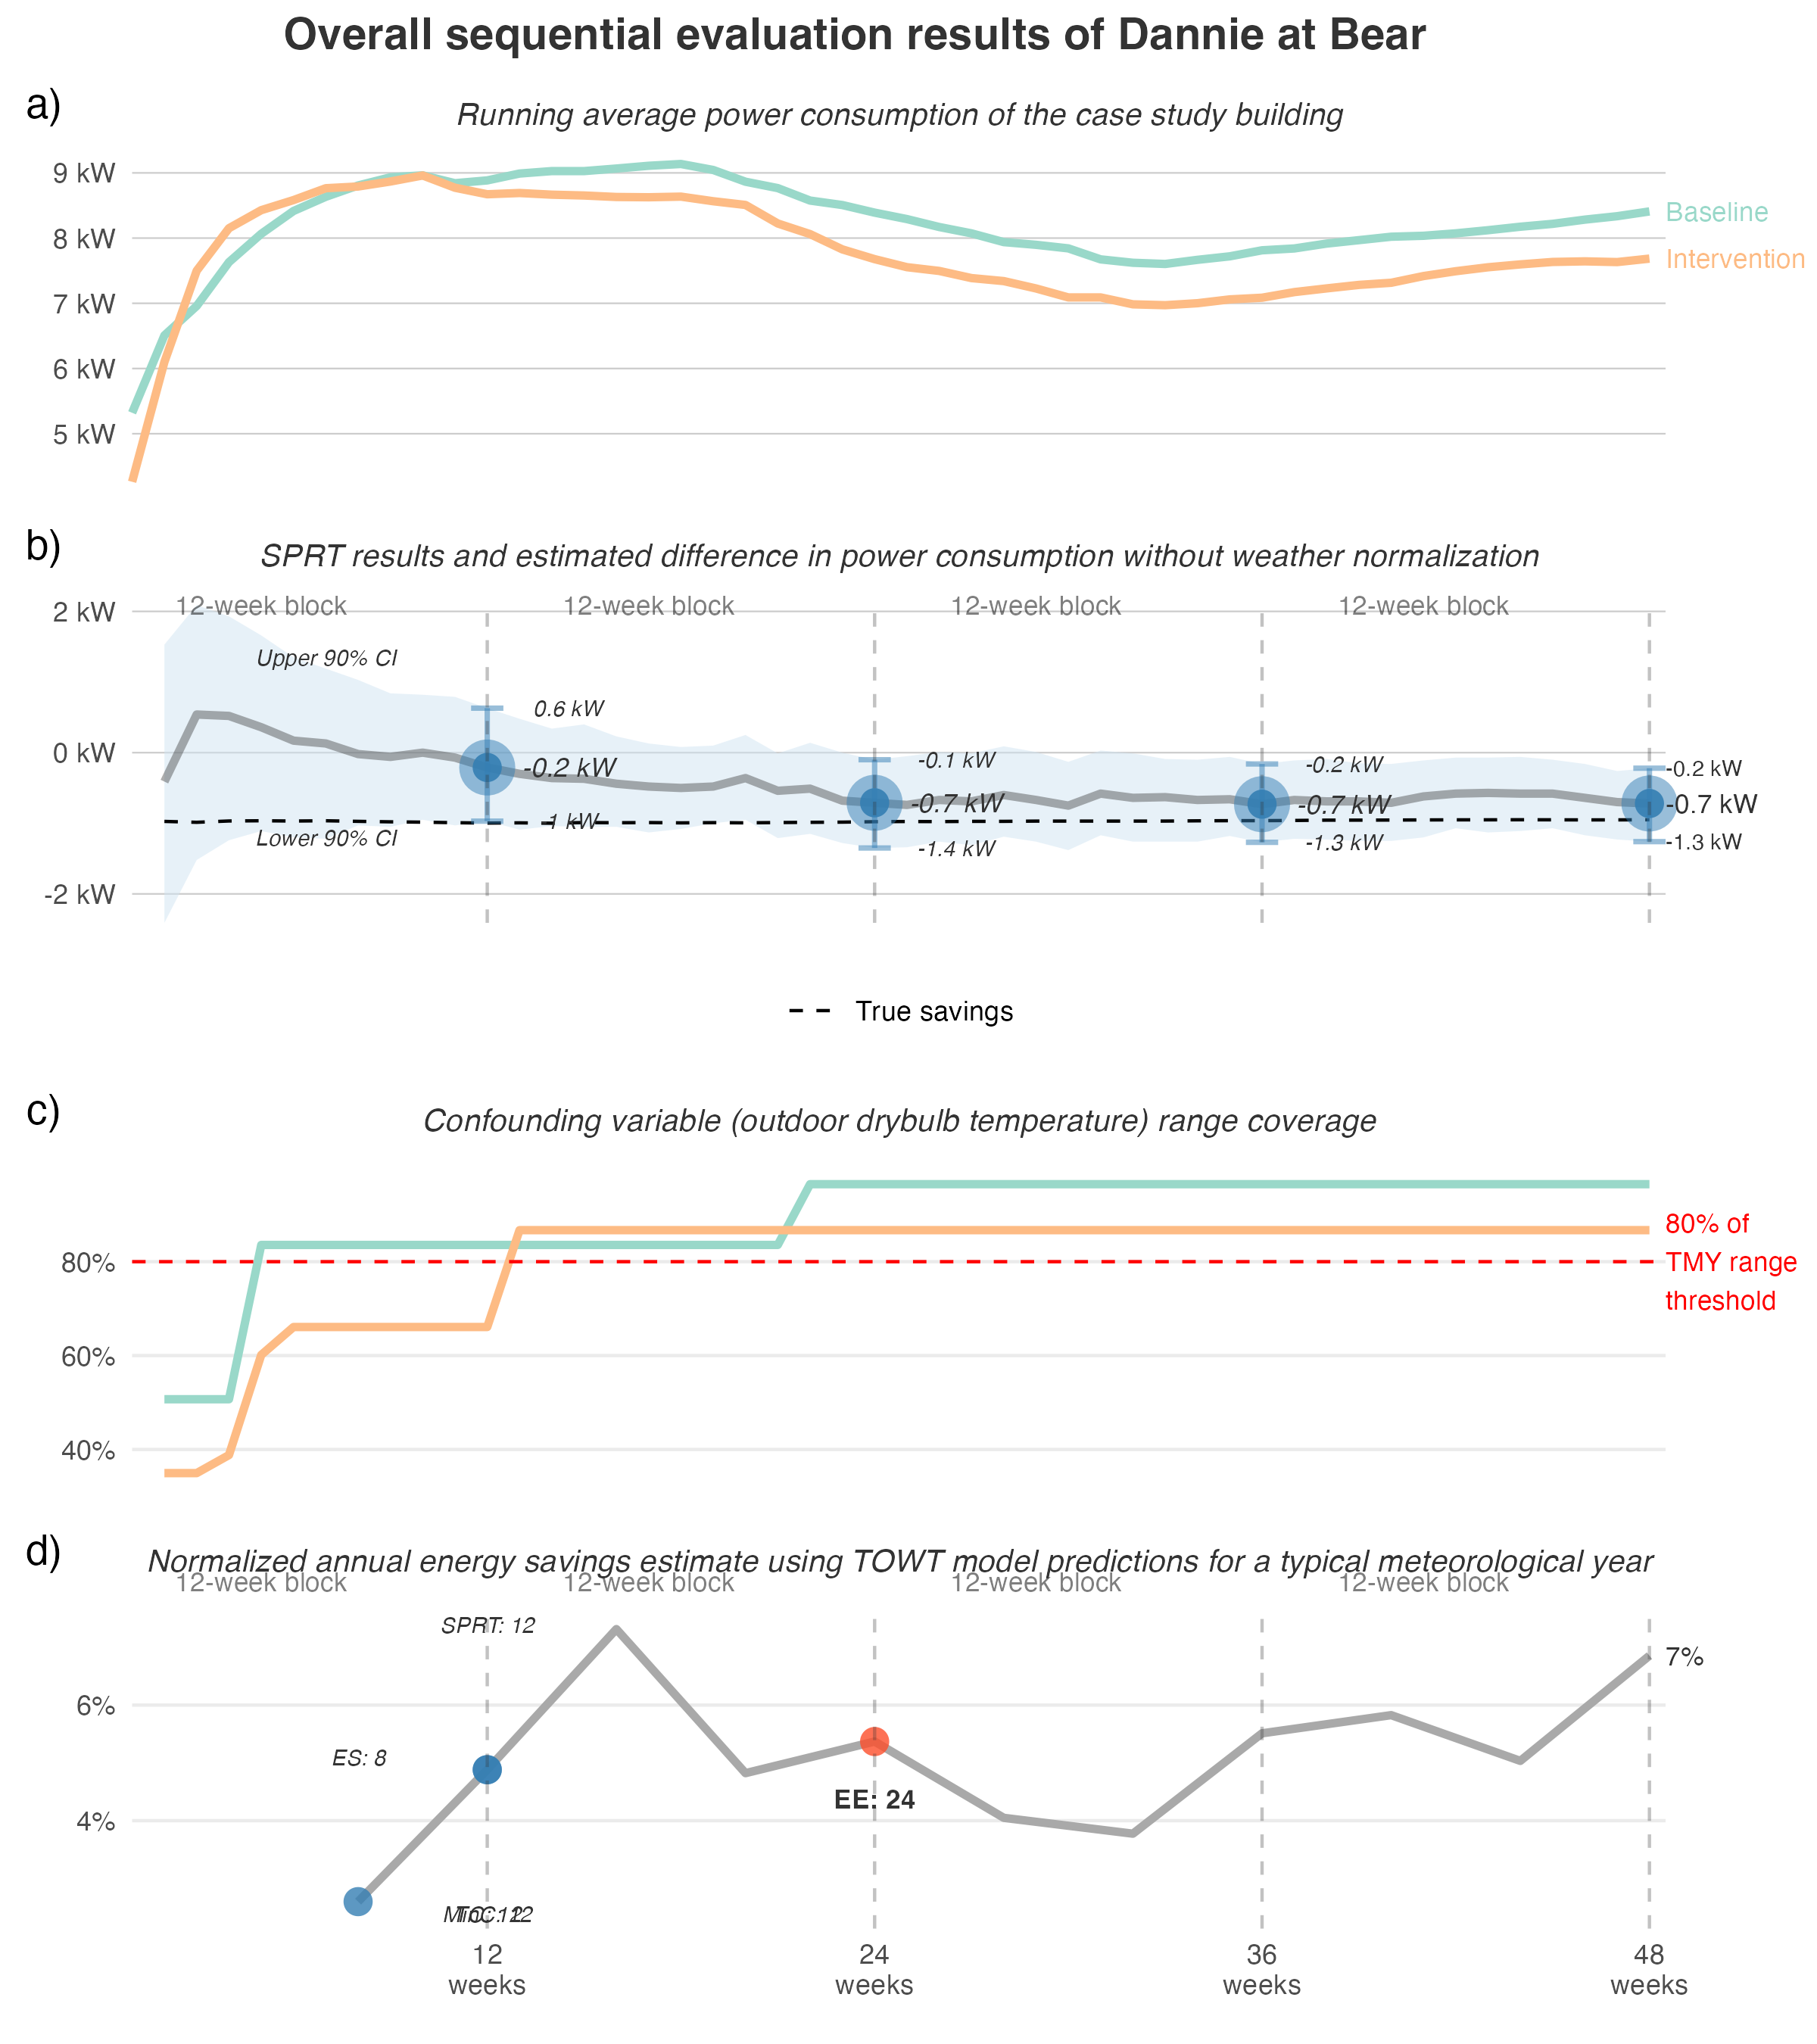 Overall sequential evaluation results of Dannie at Bear
a)
Running average power consumption of the case study building
9 kW
8 kW
7 kW
6 kW
5 kW
Baseline
Intervention
b)
SPRT results and estimated difference in power consumption without weather normalization
12-week block
12-week block
12-week block
12-week block
2 kW
0 kW
-2 kW
Upper 90% CI
Lower 90% CI
0.6 kW
-0.2 kW
-1 kW
-0.1 kW
-0.7 kW
-1.4 kW
-0.2 kW
-0.7 kW
-1.3 kW
-0.2 kW
-0.7 kW
-1.3 kW
True savings
c)
Confounding variable (outdoor drybulb temperature) range coverage
80%
60%
40%
80% of
TMY range
threshold
d)
Normalized annual energy savings estimate using TOWT model predictions for a typical meteorological year
12-week block
12-week block
12-week block
12-week block
6%
4%
SPRT: 12
ES: 8
EE: 24
7%
12
weeks
24
weeks
36
weeks
48
weeks